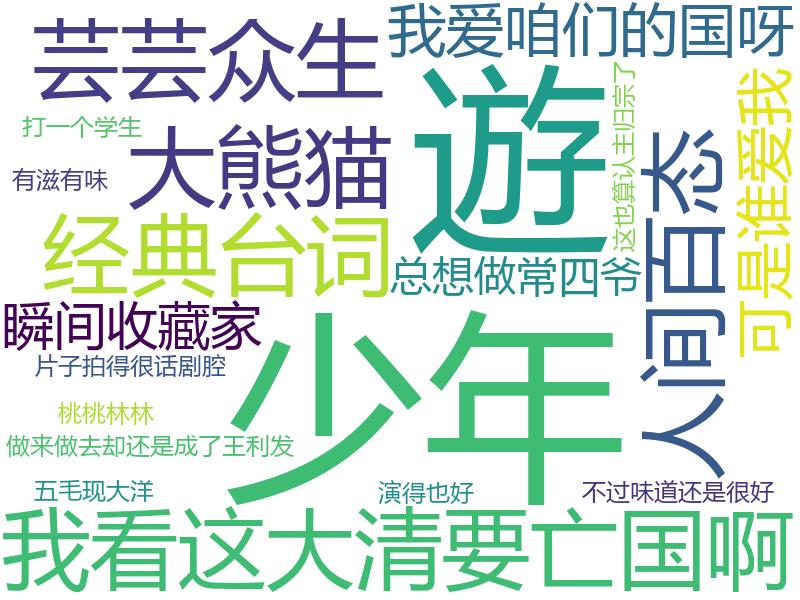 芸芸众生
我爱咱们的国呀
打一个学生
遊
这也算认主归宗了
可是谁爱我
大熊猫
人间百态
有滋有味
经典台词
总想做常四爷
瞬间收藏家
少年
片子拍得很话剧腔
桃桃林林
做来做去却还是成了王利发
五毛现大洋
演得也好
不过味道还是很好
我看这大清要亡国啊